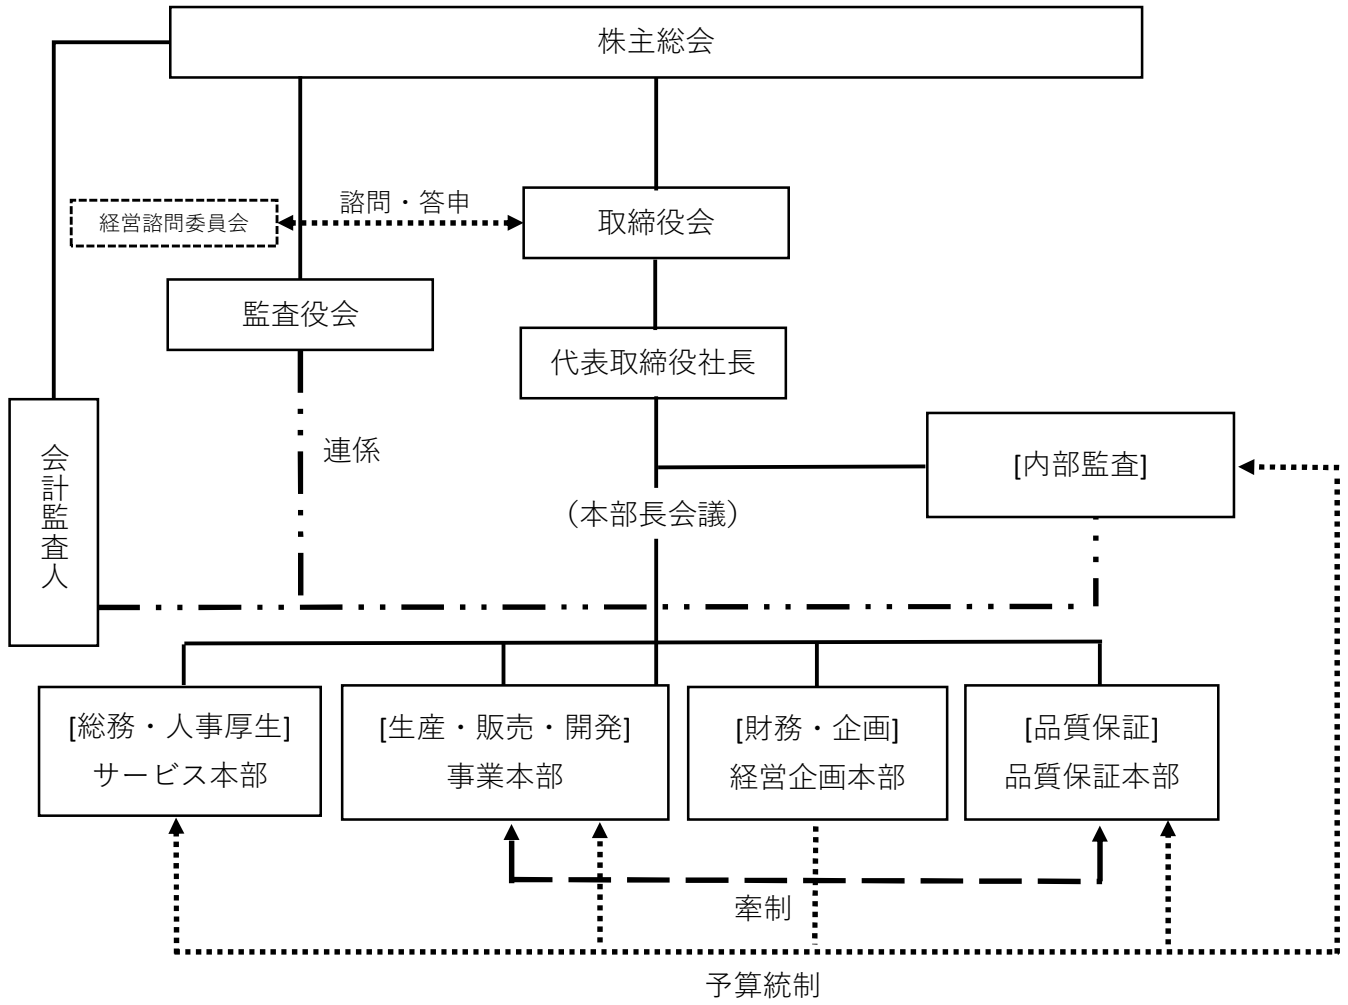 株主総会
諮問・答申
経営諮問委員会
取締役会
監査役会
代表取締役社長
会計監査人
連係
[内部監査]
（本部長会議）
[総務・人事厚生]
サービス本部
[生産・販売・開発]
事業本部
[財務・企画]
経営企画本部
[品質保証]
品質保証本部
牽制
予算統制